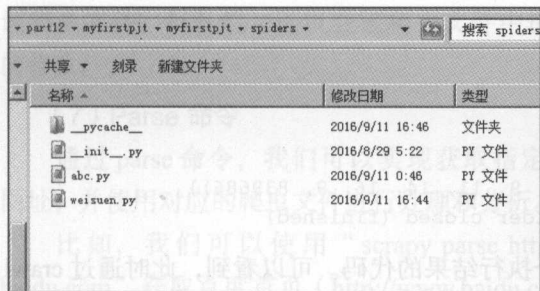 part12 myfirstpjt myfirstpjt spiders 搜索 spiders
共享 刻录 新建文件夹
名称 修改日期 类型
__pycache__ 2016/9/11 16:46 文件夹
__init__.py 2016/8/29 5:22 PY 文件
abc.py 2016/9/11 0:46 PY 文件
weisuen.py 2016/9/11 16:44 PY 文件